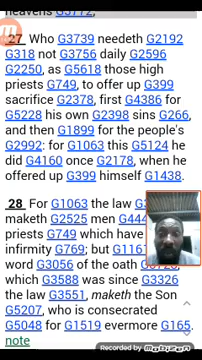 heavens G3772;
27 Who G3739 needeth G2192
G318 not G3756 daily G2596
G2250, as G5618 those high
priests G749, to offer up G399
sacrifice G2378, first G4386 for
G5228 his own G2398 sins G266,
and then G1899 for the people's
G2992: for G1063 this G5124 he
did G4160 once G2178, when he
offered up G399 himself G1438.
28 For G1063 the law
maketh G2525 men
priests G749 which have
infirmity G769; but
word G3056 of the oath
which G3588 was since G3326
the law G3551, maketh the Son
G5207, who is consecrated
G5048 for G1519 evermore G165.
note
Recorded by